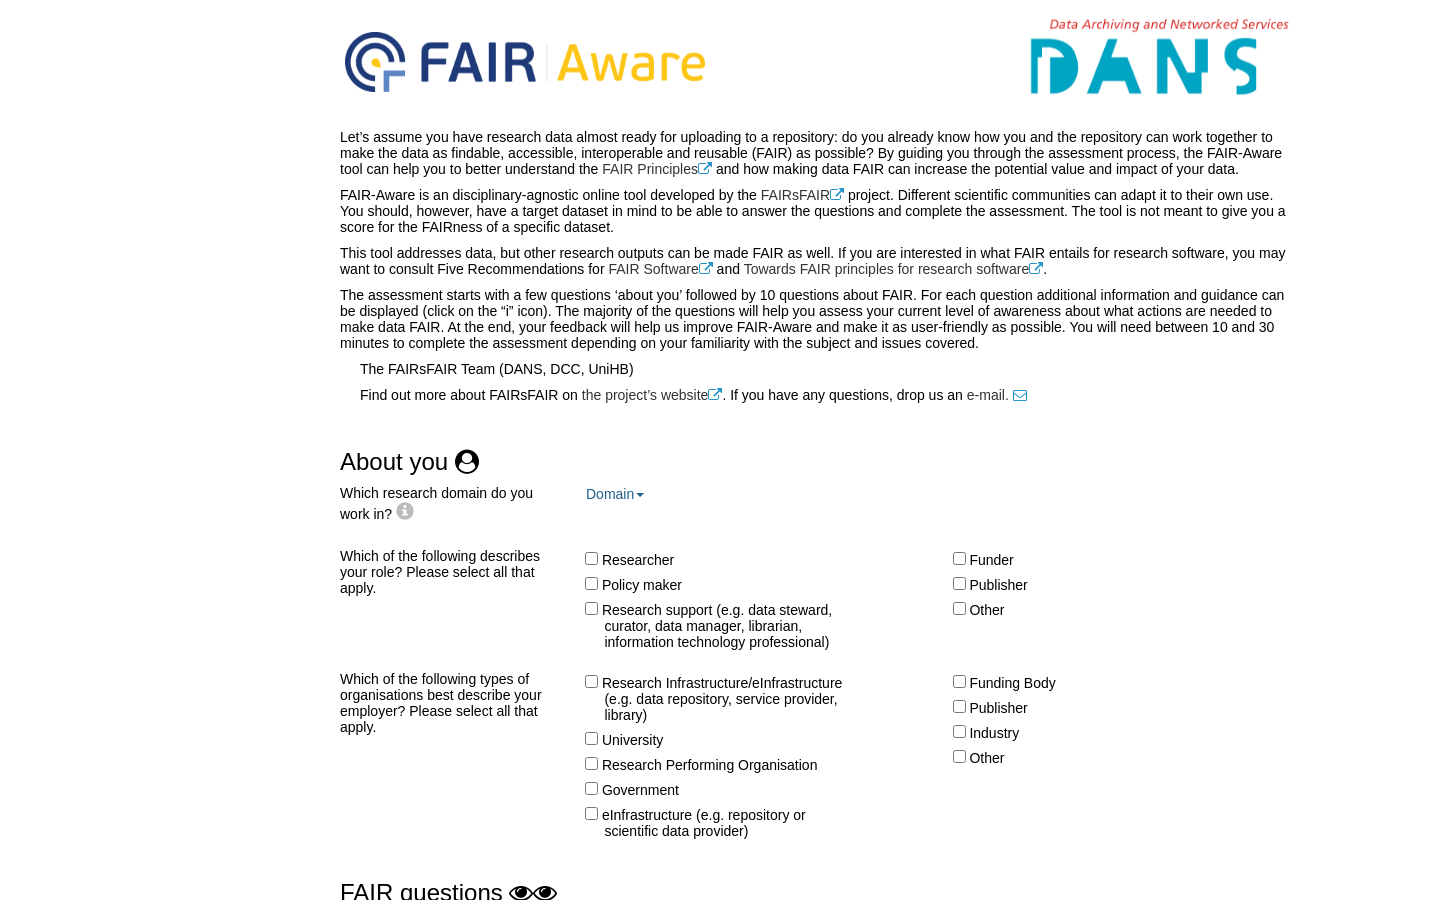 FAIR Aware
Data Archiving and Networked Services
DANS
Let’s assume you have research data almost ready for uploading to a repository: do you already know how you and the repository can work together to
make the data as findable, accessible, interoperable and reusable (FAIR) as possible? By guiding you through the assessment process, the FAIR-Aware
tool can help you to better understand the FAIR Principles and how making data FAIR can increase the potential value and impact of your data.
FAIR-Aware is an disciplinary-agnostic online tool developed by the FAIRsFAIR project. Different scientific communities can adapt it to their own use.
You should, however, have a target dataset in mind to be able to answer the questions and complete the assessment. The tool is not meant to give you a
score for the FAIRness of a specific dataset.
This tool addresses data, but other research outputs can be made FAIR as well. If you are interested in what FAIR entails for research software, you may
want to consult Five Recommendations for FAIR Software and Towards FAIR principles for research software.
The assessment starts with a few questions ‘about you’ followed by 10 questions about FAIR. For each question additional information and guidance can
be displayed (click on the “i” icon). The majority of the questions will help you assess your current level of awareness about what actions are needed to
make data FAIR. At the end, your feedback will help us improve FAIR-Aware and make it as user-friendly as possible. You will need between 10 and 30
minutes to complete the assessment depending on your familiarity with the subject and issues covered.
The FAIRsFAIR Team (DANS, DCC, UniHB)
Find out more about FAIRsFAIR on the project’s website. If you have any questions, drop us an e-mail.
About you
Which research domain do you
work in?
Domain
Which of the following describes
your role? Please select all that
apply.
Researcher
Policy maker
Research support (e.g. data steward,
curator, data manager, librarian,
information technology professional)
Funder
Publisher
Other
Which of the following types of
organisations best describe your
employer? Please select all that
apply.
Research Infrastructure/eInfrastructure
(e.g. data repository, service provider,
library)
University
Research Performing Organisation
Government
eInfrastructure (e.g. repository or
scientific data provider)
Funding Body
Publisher
Industry
Other
FAIR questions